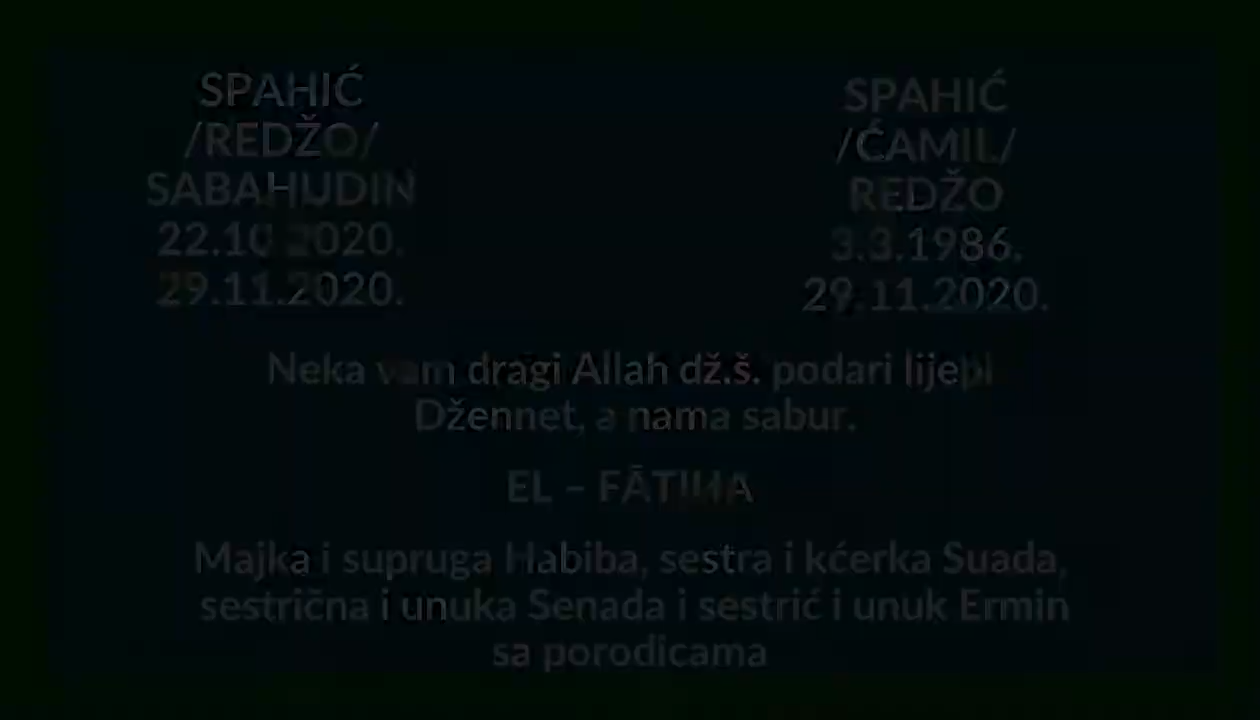 SPAHIĆ
/REDŽO/
SABAHUDIN
22.10.2020.
29.11.2020.
SPAHIĆ
/ĆAMIL/
REDŽO
3.3.1986.
29.11.2020.
Neka vam dragi Allah dž.š. podari lijepi
Džennet, a nama sabur.
EL – FĀTIHA
Majka i supruga Habiba, sestra i kćerka Suada,
sestrična i unuka Senada i sestrić i unuk Ermin
sa porodicama